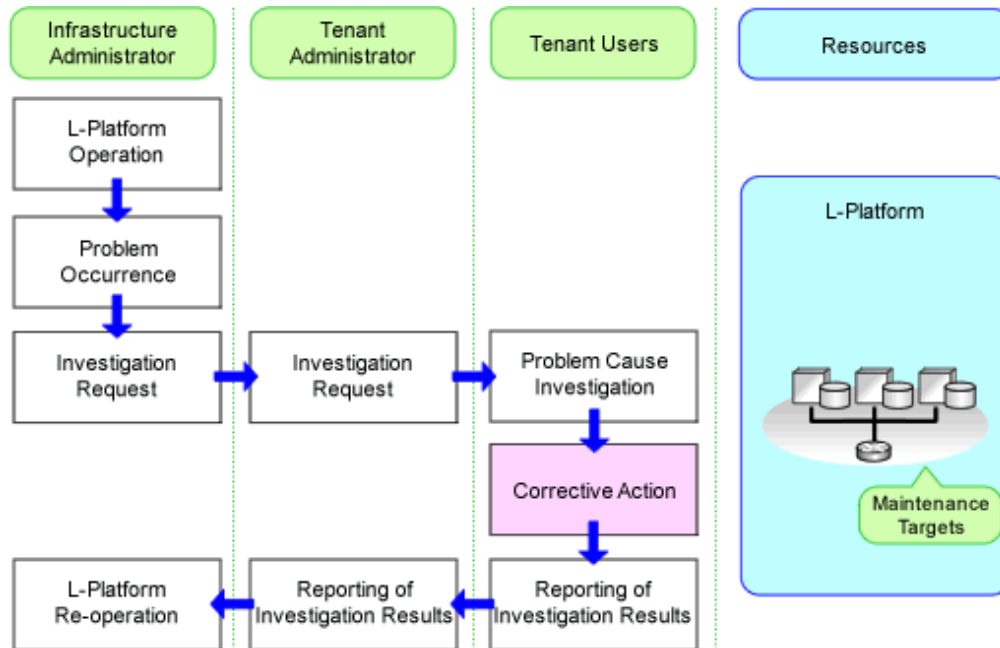 Infrastructure
Administrator
Tenant
Administrator
Tenant Users
Resources
L-Platform
Operation
Problem
Occurrence
Investigation
Request
Investigation
Request
Problem Cause
Investigation
Corrective Action
L-Platform
Re-operation
Reporting of
Investigation Results
Reporting of
Investigation Results
L-Platform
Maintenance
Targets